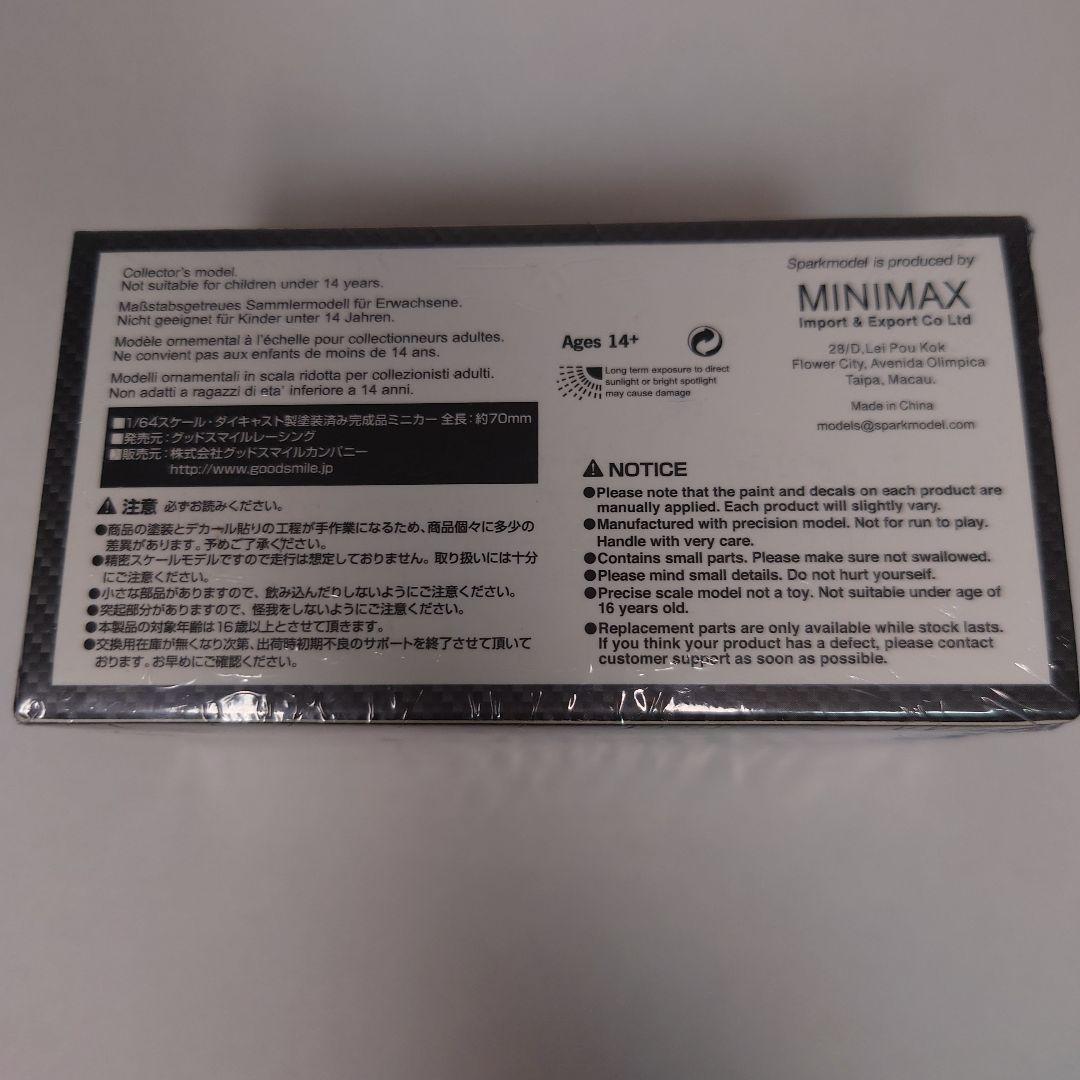 Collector's model.
Not suitable for children under 14 years.
Maßstabsgetreues Sammlermodell für Erwachsene.
Nicht geeignet für Kinder unter 14 Jahren.
Modèle ornemental à l'échelle pour collectionneurs adultes.
Ne convient pas aux enfants de moins de 14 ans.
Modelli ornamentali in scala ridotta per collezionisti adulti.
Non adatti a ragazzi di eta' inferiore a 14 anni.
■1/64スケール・ダイキャスト製塗装済み完成品ミニカー 全長：約70mm
■発売元：グッドスマイルレーシング
■販売元：株式会社グッドスマイルカンパニー
http://www.goodsmile.jp
注意 必ずお読みください。
●商品の塗装とデカール貼りの工程が手作業になるため、商品個々に多少の
差異があります。予めご了承ください。
●精密スケールモデルですので走行は想定しておりません。取り扱いには十分
にご注意ください。
●小さな部品がありますので、飲み込んだりしないようにご注意ください。
●突起部分がありますので、怪我をしないようにご注意ください。
●本製品の対象年齢は16歳以上とさせて頂きます。
●交換用在庫が無くなり次第、出荷時初期不良のサポートを終了させて頂いて
おります。お早めにご確認ください。
Ages 14+
Long term exposure to direct
sunlight or bright spotlight
may cause damage
Sparkmodel is produced by
MINIMAX
Import & Export Co Ltd
28/D,Lei Pou Kok
Flower City, Avenida Olimpica
Taipa, Macau.
Made in China
models@sparkmodel.com
NOTICE
●Please note that the paint and decals on each product are
manually applied. Each product will slightly vary.
●Manufactured with precision model. Not for run to play.
Handle with very care.
●Contains small parts. Please make sure not swallowed.
●Please mind small details. Do not hurt yourself.
●Precise scale model not a toy. Not suitable under age of
16 years old.
●Replacement parts are only available while stock lasts.
If you think your product has a defect, please contact
customer support as soon as possible.